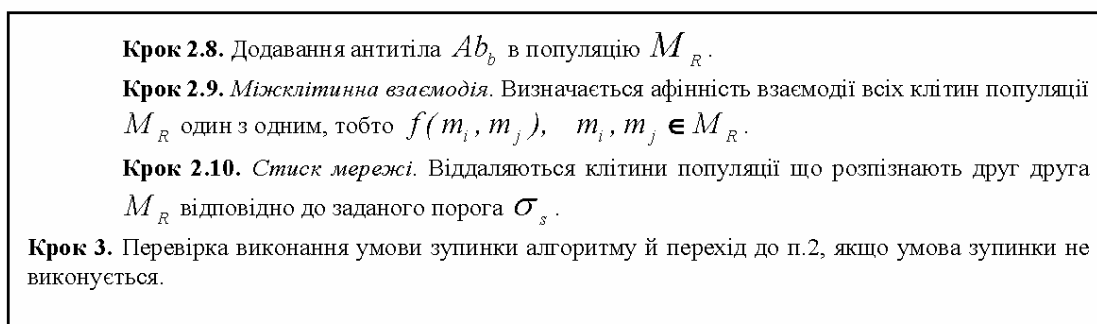 Крок 2.8. Додавання антитіла Ab_b в популяцію M_R.
Крок 2.9. Міжклітинна взаємодія. Визначається афінність взаємодії всіх клітин популяції
M_R один з одним, тобто f(m_i, m_j), m_i, m_j ∈ M_R.
Крок 2.10. Стиск мережі. Віддаляються клітини популяції що розпізнають друг друга
M_R відповідно до заданого порога σ_s.
Крок 3. Перевірка виконання умови зупинки алгоритму й перехід до п.2, якщо умова зупинки не
виконується.